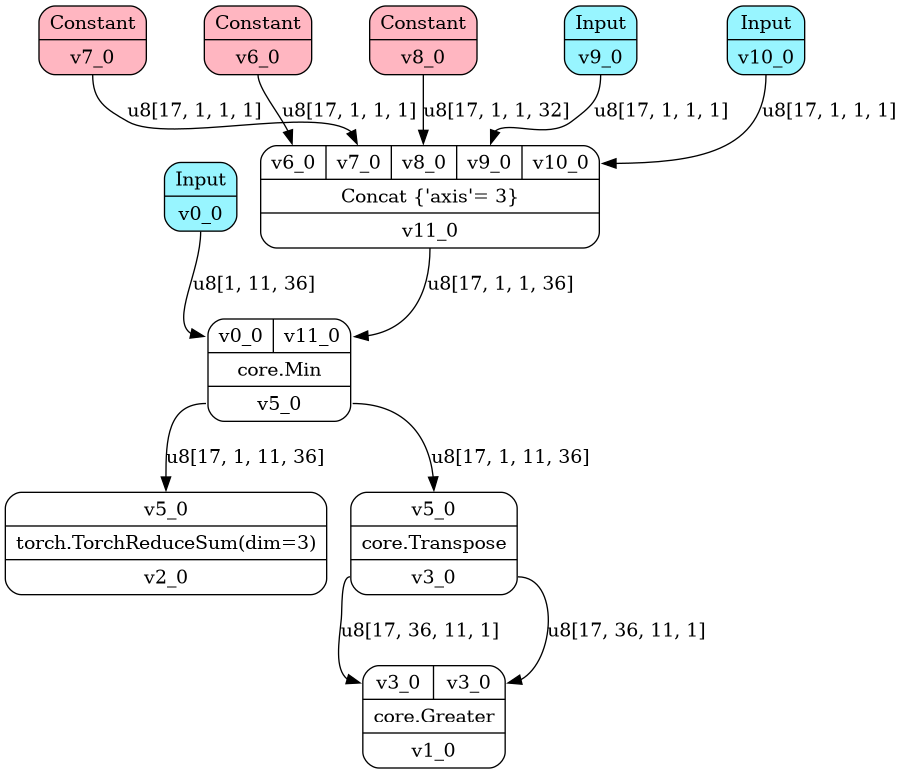 Constant
v7_0
Constant
v6_0
Constant
v8_0
Input
v9_0
Input
v10_0
u8[17, 1, 1, 1]
u8[17, 1, 1, 1]
u8[17, 1, 1, 32]
u8[17, 1, 1, 1]
u8[17, 1, 1, 1]
v6_0
v7_0
v8_0
v9_0
v10_0
Concat {'axis'= 3}
v11_0
Input
v0_0
u8[1, 11, 36]
u8[17, 1, 1, 36]
v0_0
v11_0
core.Min
v5_0
u8[17, 1, 11, 36]
u8[17, 1, 11, 36]
v5_0
torch.TorchReduceSum(dim=3)
v2_0
v5_0
core.Transpose
v3_0
u8[17, 36, 11, 1]
u8[17, 36, 11, 1]
v3_0
v3_0
core.Greater
v1_0